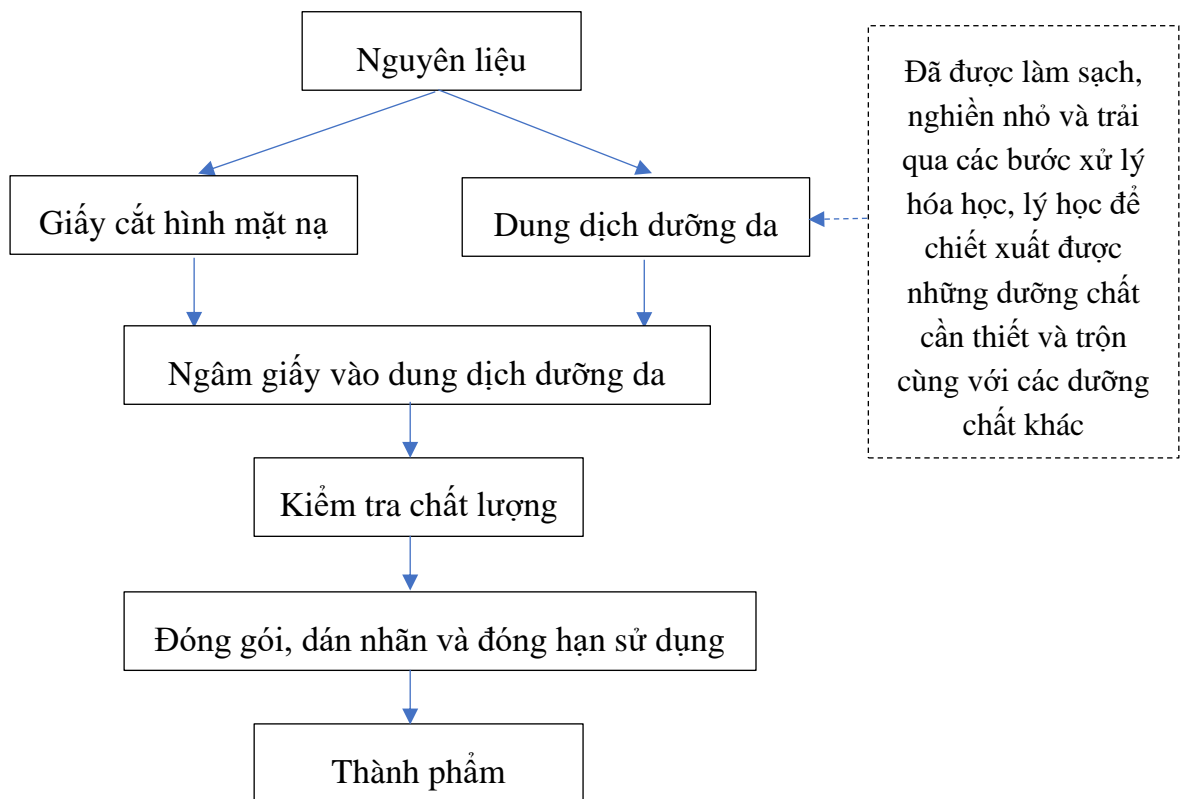 Nguyên liệu
Đã được làm sạch,
nghiền nhỏ và trải
qua các bước xử lý
hóa học, lý học để
chiết xuất được
những dưỡng chất
cần thiết và trộn
cùng với các dưỡng
chất khác
Giấy cắt hình mặt nạ
Dung dịch dưỡng da
Ngâm giấy vào dung dịch dưỡng da
Kiểm tra chất lượng
Đóng gói, dán nhãn và đóng hạn sử dụng
Thành phẩm